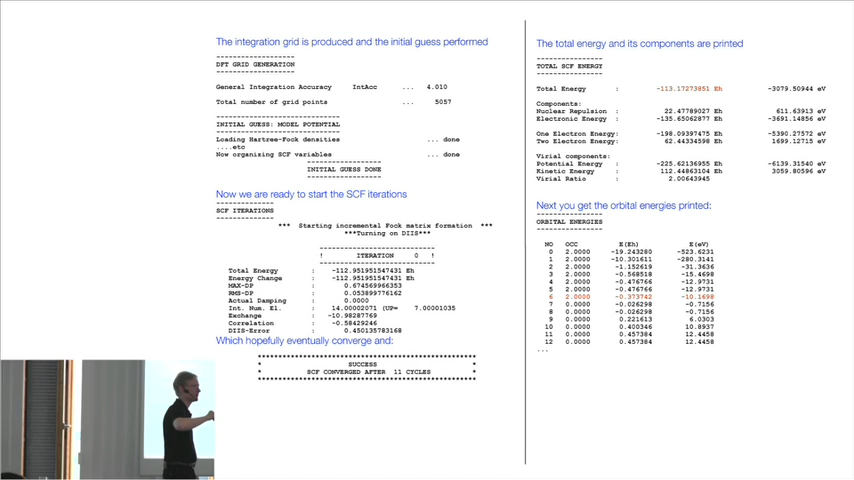 The integration grid is produced and the initial guess performed
-------------------
DFT GRID GENERATION
-------------------
General Integration Accuracy IntAcc ... 4.010
Total number of grid points ... 5057
------------------------------
INITIAL GUESS: MODEL POTENTIAL
------------------------------
Loading Hartree-Fock densities ... done
....etc
Now organizing SCF variables ... done
------------------
INITIAL GUESS DONE
------------------
Now we are ready to start the SCF iterations
--------------
SCF ITERATIONS
--------------
*** Starting incremental Fock matrix formation ***
***Turning on DIIS***
----------------------------
! ITERATION 0 !
----------------------------
Total Energy : -112.951951547431 Eh
Energy Change : -112.951951547431 Eh
MAX-DP : 0.674569966353
RMS-DP : 0.053899776162
Actual Damping : 0.0000
Int. Num. El. : 14.00002071 (UP= 7.00001035
Exchange : -10.98287769
Correlation : -0.58429246
DIIS-Error : 0.450135783168
Which hopefully eventually converge and:
*****************************************************
* SUCCESS *
* SCF CONVERGED AFTER 11 CYCLES *
*****************************************************
The total energy and its components are printed
----------------
TOTAL SCF ENERGY
----------------
Total Energy : -113.17273851 Eh -3079.50944 eV
Components:
Nuclear Repulsion : 22.47789027 Eh 611.63913 eV
Electronic Energy : -135.65062877 Eh -3691.14856 eV
One Electron Energy: -198.09397475 Eh -5390.27572 eV
Two Electron Energy: 62.44334598 Eh 1699.12715 eV
Virial components:
Potential Energy : -225.62136955 Eh -6139.31540 eV
Kinetic Energy : 112.44863104 Eh 3059.80596 eV
Virial Ratio : 2.00643945
Next you get the orbital energies printed:
----------------
ORBITAL ENERGIES
----------------
NO OCC E(Eh) E(eV)
0 2.0000 -19.243280 -523.6231
1 2.0000 -10.301611 -280.3141
2 2.0000 -1.152619 -31.3636
3 2.0000 -0.568518 -15.4698
4 2.0000 -0.476766 -12.9731
5 2.0000 -0.476766 -12.9731
6 2.0000 -0.373742 -10.1698
7 0.0000 -0.026298 -0.7156
8 0.0000 -0.026298 -0.7156
9 0.0000 0.221613 6.0303
10 0.0000 0.400346 10.8937
11 0.0000 0.457384 12.4458
12 0.0000 0.457384 12.4458
...